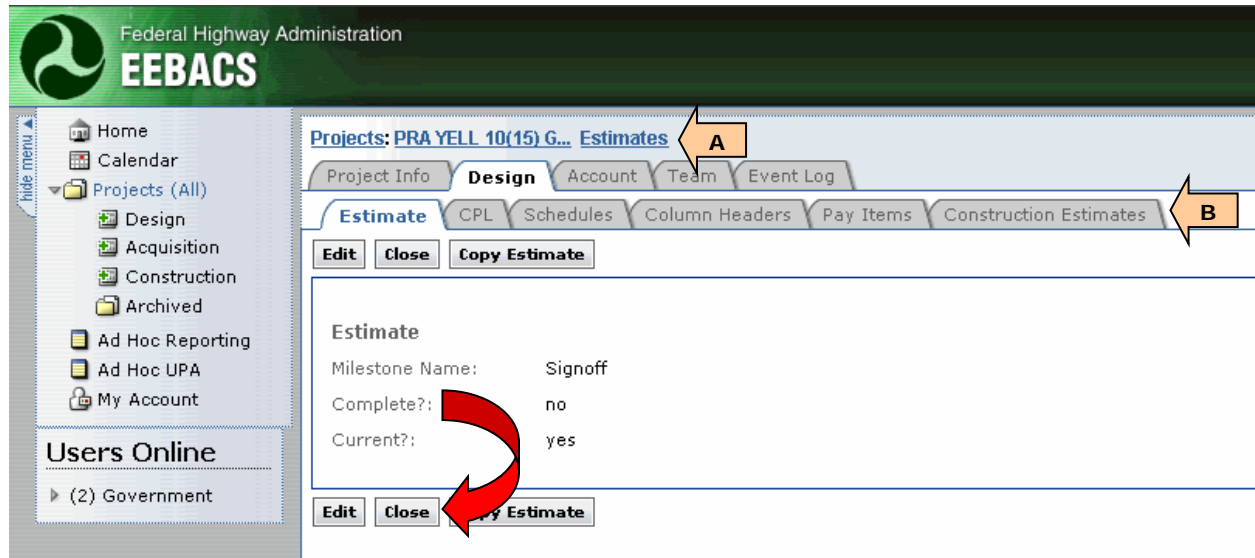 Federal Highway Administration
EEBACS
hide menu
Home
Calendar
Projects (All)
Design
Acquisition
Construction
Archived
Ad Hoc Reporting
Ad Hoc UPA
My Account
Users Online
(2) Government
Projects: PRA YELL 10(15) G... Estimates
A
Project Info Design Account Team Event Log
Estimate CPL Schedules Column Headers Pay Items Construction Estimates
B
Edit Close Copy Estimate
Estimate
Milestone Name: Signoff
Complete?: no
Current?: yes
Edit Close Copy Estimate